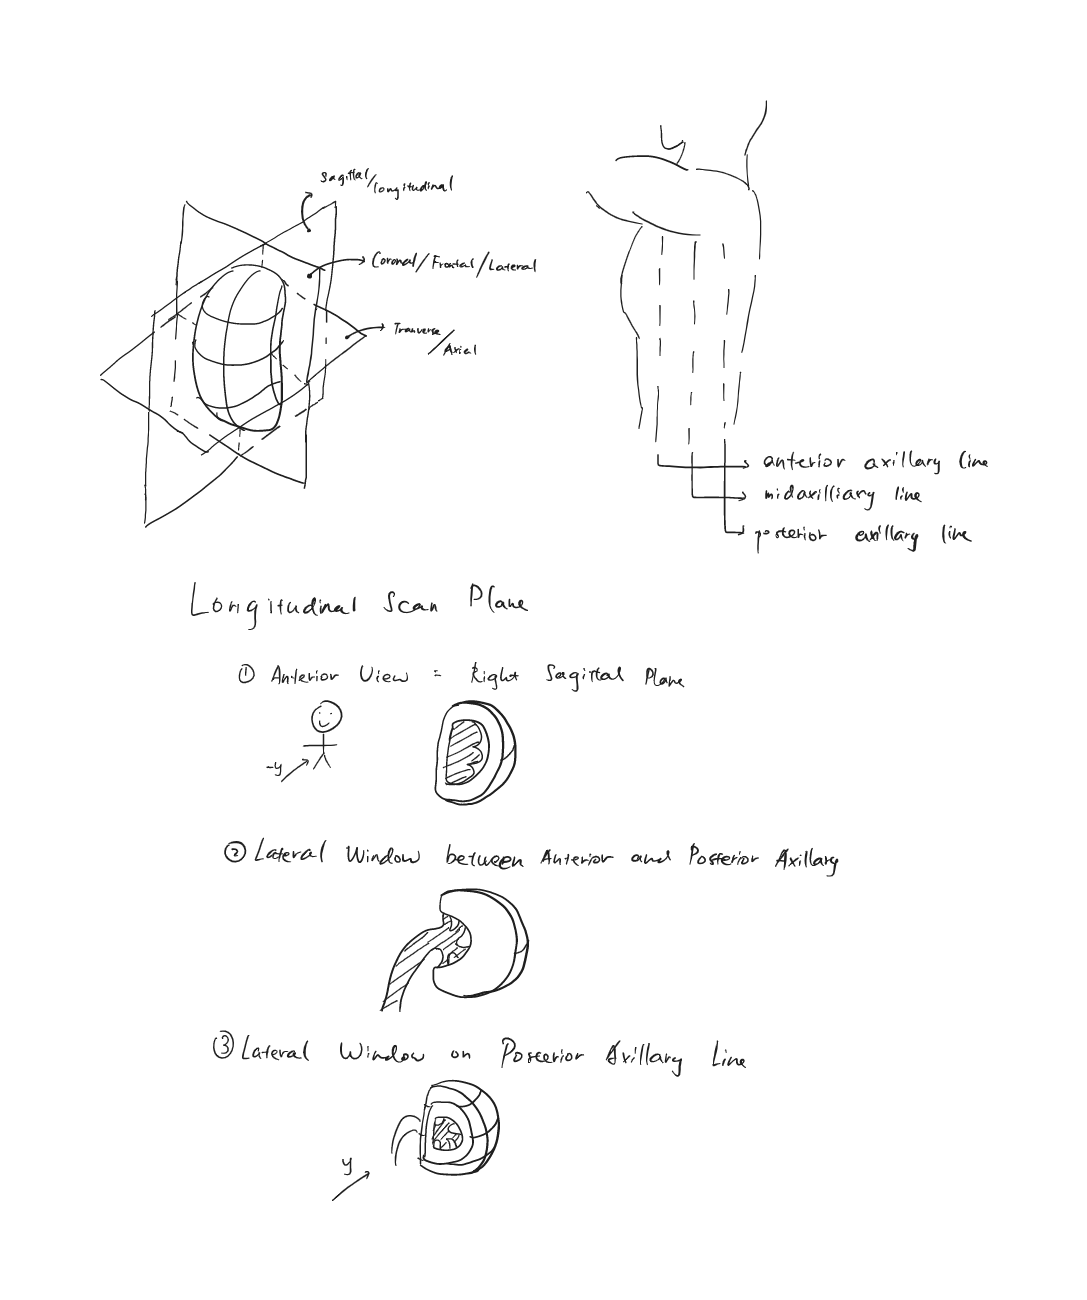 Sagittal/longitudinal
Coronal/Frontal/Lateral
Tranverse/Axial
anterior axillary line
midaxilliary line
posterior axillary line
Longitudinal Scan Plane
① Anterior View = Right Sagittal Plane
-y
② Lateral Window between Anterior and Posterior Axillary
③ Lateral Window on Posterior Axillary Line
y